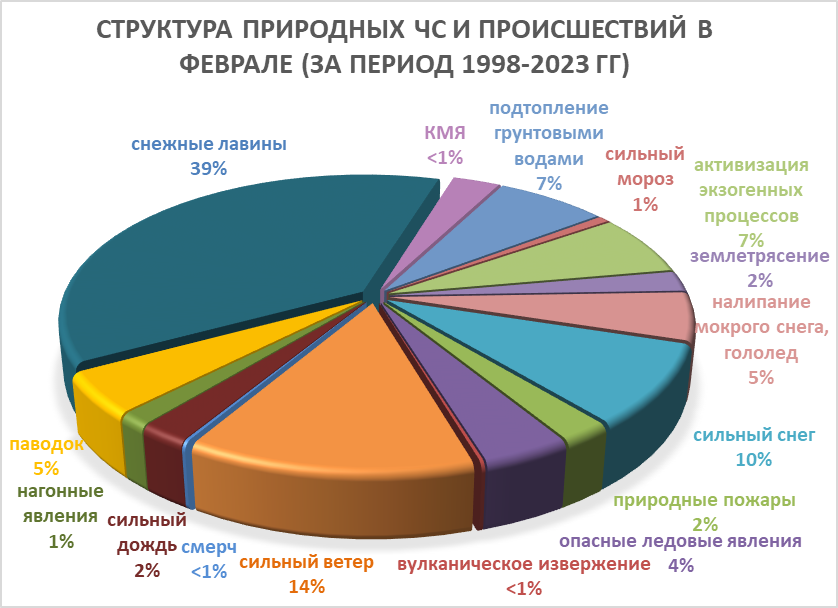 СТРУКТУРА ПРИРОДНЫХ ЧС И ПРОИСШЕСТВИЙ В
ФЕВРАЛЕ (ЗА ПЕРИОД 1998-2023 ГГ)
снежные лавины
39%
КМЯ
<1%
подтопление
грунтовыми
водами
7%
сильный
мороз
1%
активизация
экзогенных
процессов
7%
землетрясение
2%
налипание
мокрого снега,
гололед
5%
сильный снег
10%
природные пожары
2%
опасные ледовые явления
4%
вулканическое извержение
<1%
сильный ветер
14%
смерч
<1%
сильный
дождь
2%
нагонные
явления
1%
паводок
5%